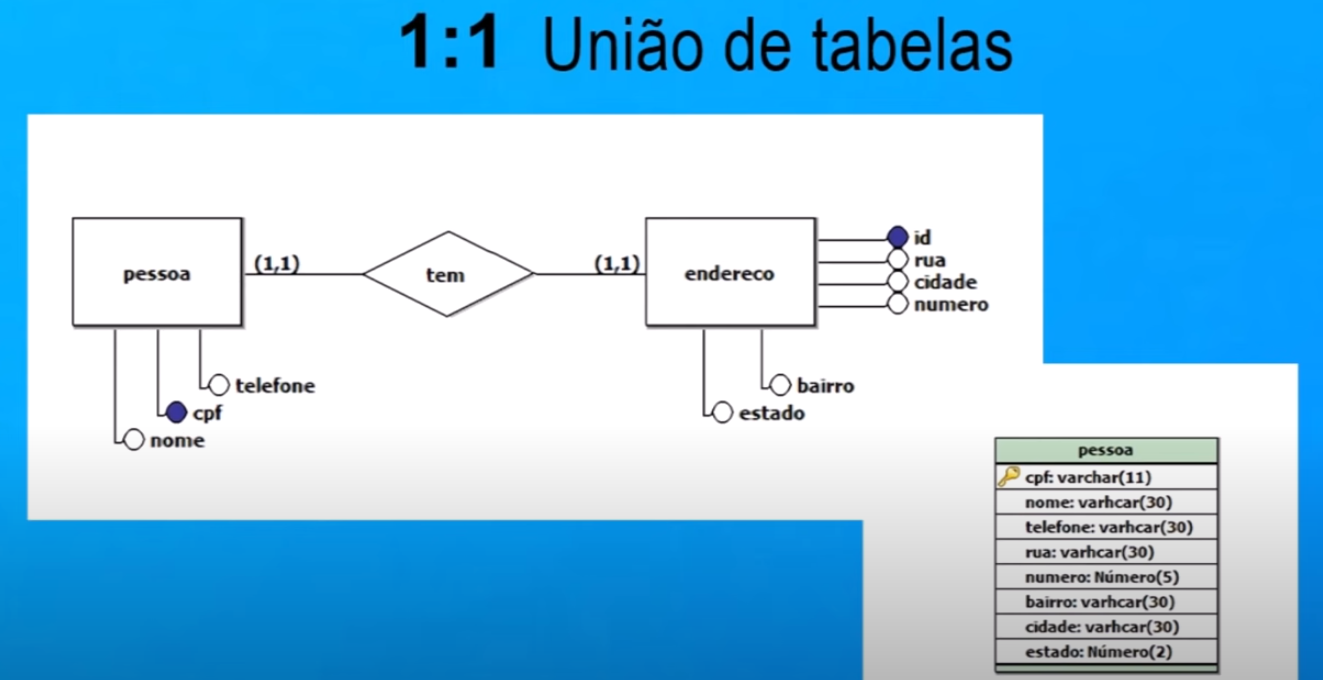 1:1 União de tabelas
pessoa
(1,1)
tem
(1,1)
endereco
id
rua
cidade
numero
telefone
cpf
nome
bairro
estado
pessoa
cpf: varchar(11)
nome: varhcar(30)
telefone: varhcar(30)
rua: varhcar(30)
numero: Número(5)
bairro: varhcar(30)
cidade: varhcar(30)
estado: Número(2)